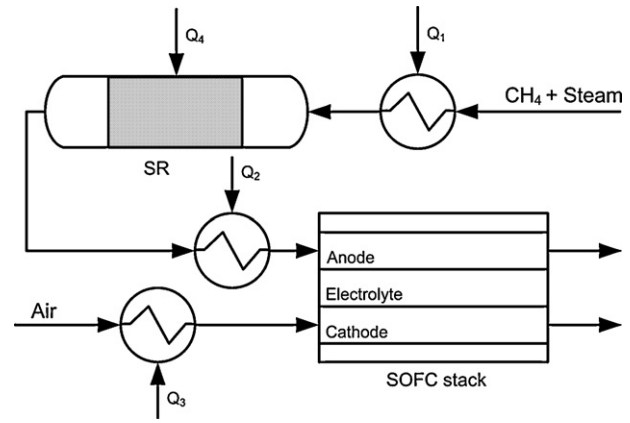 Q₄
Q₁
CH₄ + Steam
SR
Q₂
Anode
Electrolyte
Air
Cathode
SOFC stack
Q₃